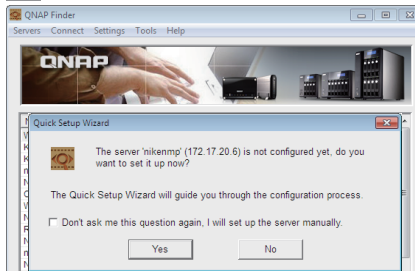 QNAP Finder
Servers Connect Settings Tools Help
QNAP
Quick Setup Wizard
The server 'nikenmp' (172.17.20.6) is not configured yet, do you
want to set it up now?
The Quick Setup Wizard will guide you through the configuration process.
Don't ask me this question again, I will set up the server manually.
Yes No